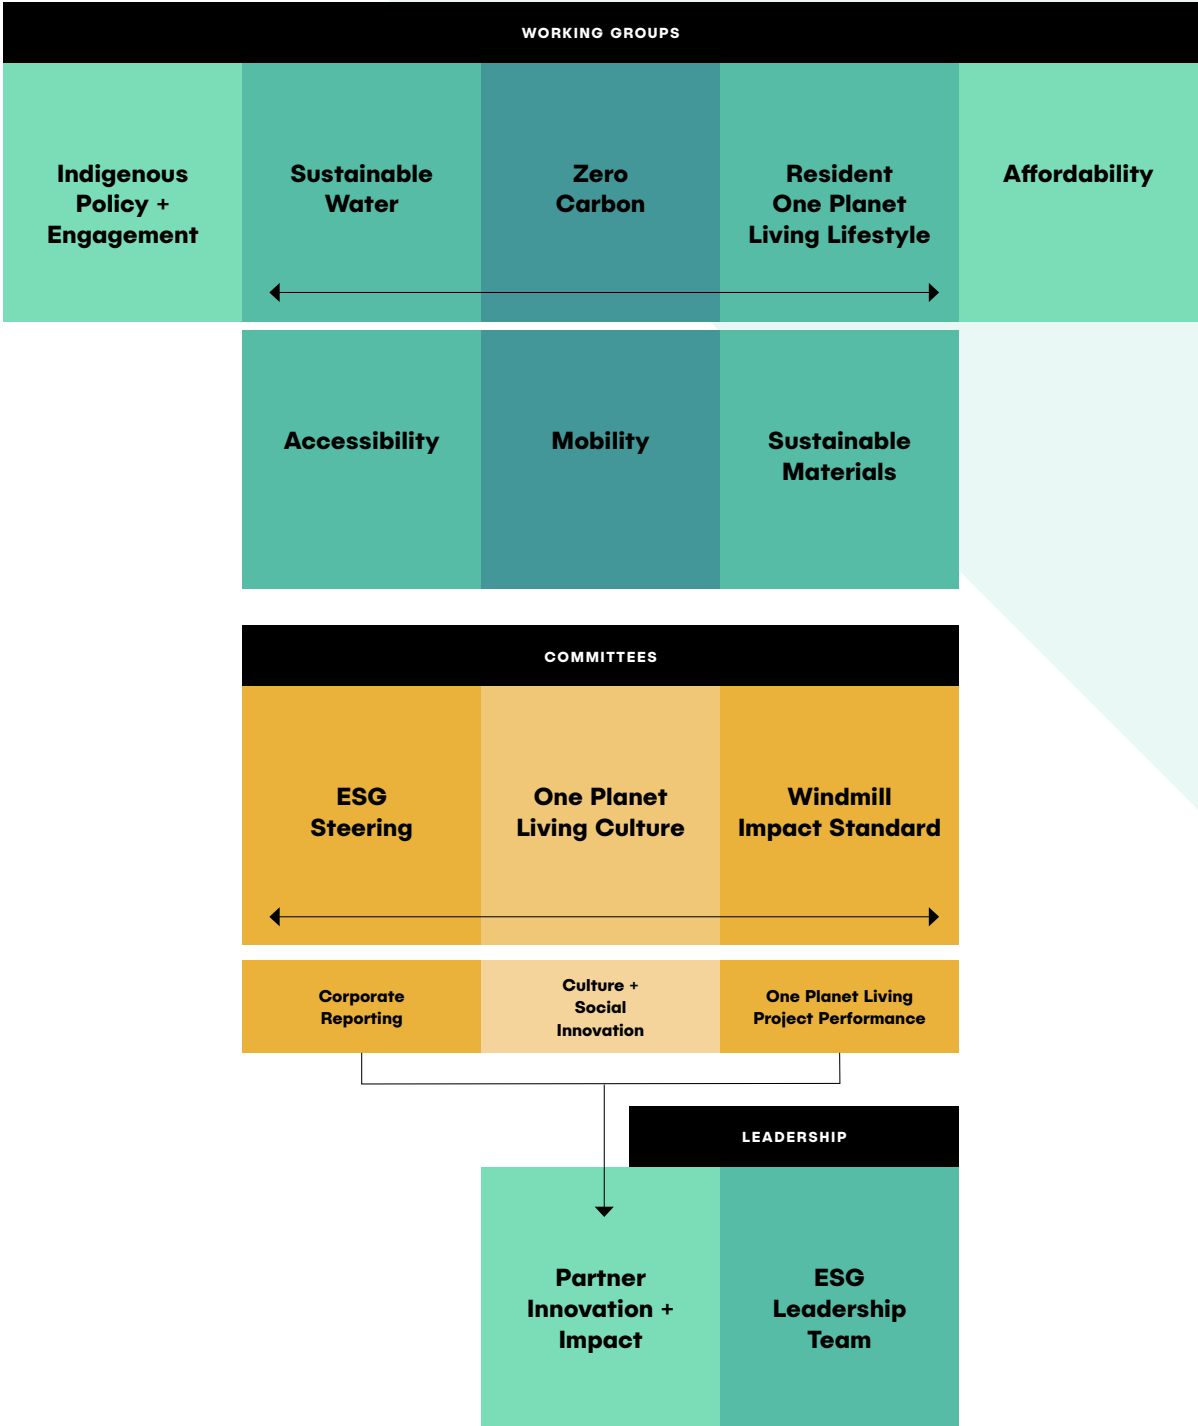 WORKING GROUPS
Indigenous
Policy +
Engagement
Sustainable
Water
Zero
Carbon
Resident
One Planet
Living Lifestyle
Affordability
Accessibility
Mobility
Sustainable
Materials
COMMITTEES
ESG
Steering
One Planet
Living Culture
Windmill
Impact Standard
Corporate
Reporting
Culture +
Social
Innovation
One Planet Living
Project Performance
LEADERSHIP
Partner
Innovation +
Impact
ESG
Leadership
Team